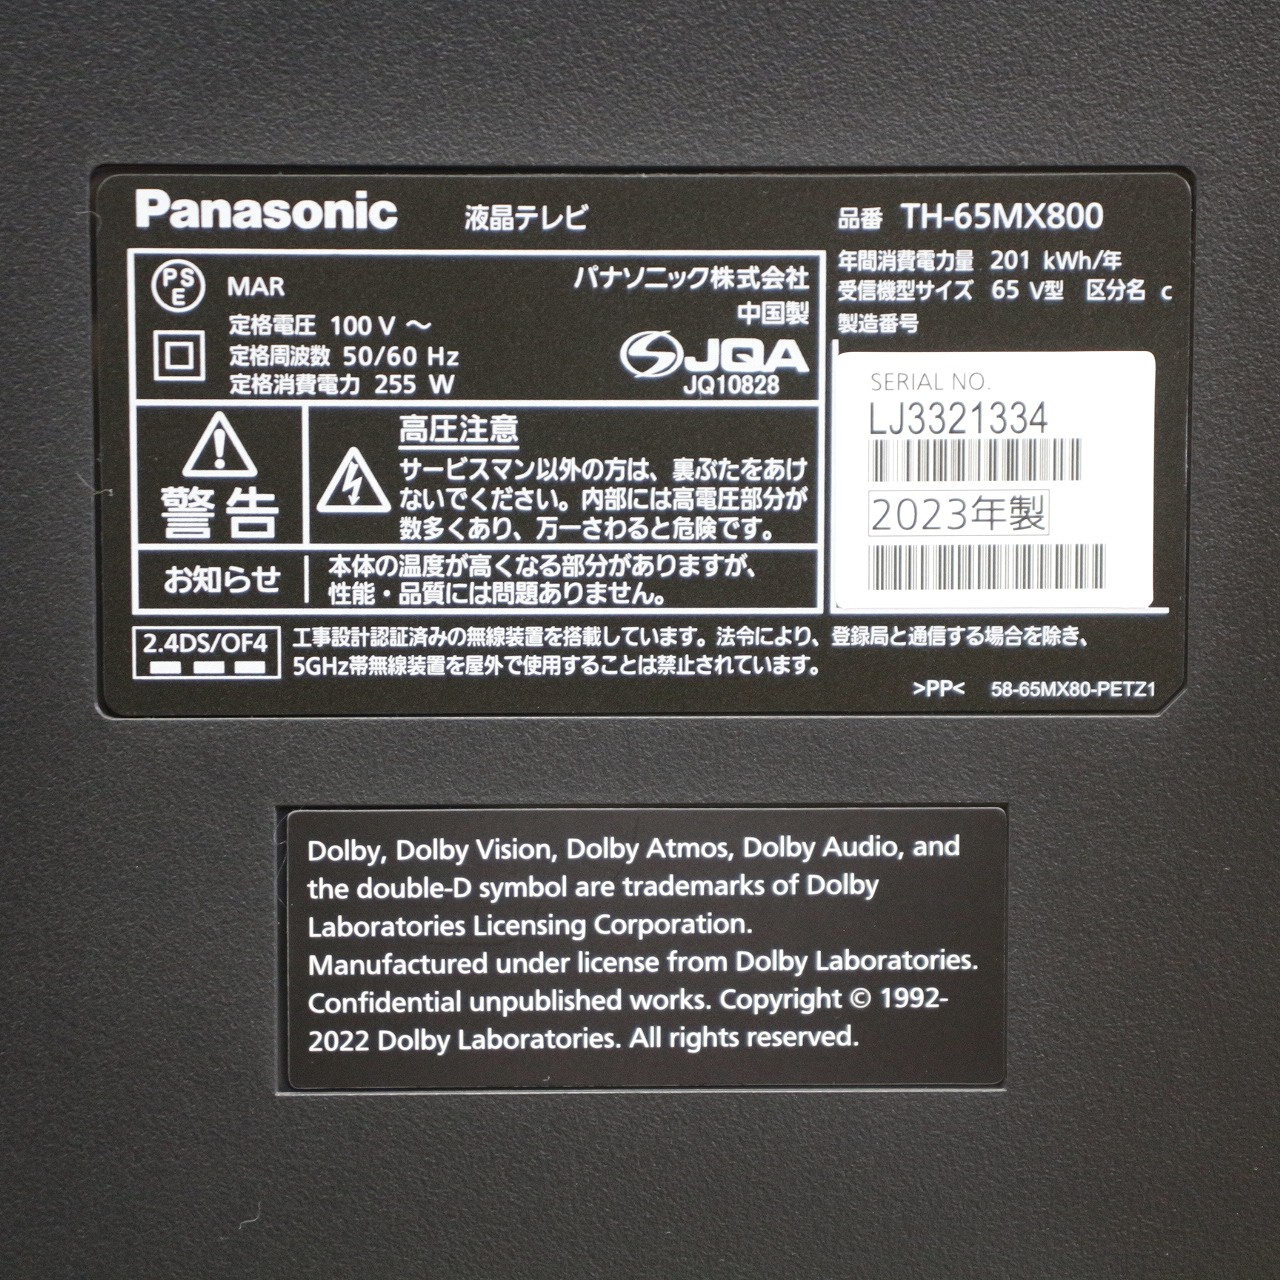 Panasonic 液晶テレビ 品番 TH-65MX800
年間消費電力量 201 kWh/年
受信機型サイズ 65 V型 区分名 c
製造番号
SERIAL NO.
LJ3321334
2023年製
PS
E
MAR
パナソニック株式会社
中国製
定格電圧 100 V ～
定格周波数 50/60 Hz
定格消費電力 255 W
JQA
JQ10828
警告
高圧注意
サービスマン以外の方は、裏ぶたをあけ
ないでください。内部には高電圧部分が
数多くあり、万一さわると危険です。
お知らせ
本体の温度が高くなる部分がありますが、
性能・品質には問題ありません。
2.4DS/OF4
工事設計認証済みの無線装置を搭載しています。法令により、登録局と通信する場合を除き、
5GHz帯無線装置を屋外で使用することは禁止されています。
>PP< 58-65MX80-PETZ1
Dolby, Dolby Vision, Dolby Atmos, Dolby Audio, and
the double-D symbol are trademarks of Dolby
Laboratories Licensing Corporation.
Manufactured under license from Dolby Laboratories.
Confidential unpublished works. Copyright © 1992-
2022 Dolby Laboratories. All rights reserved.